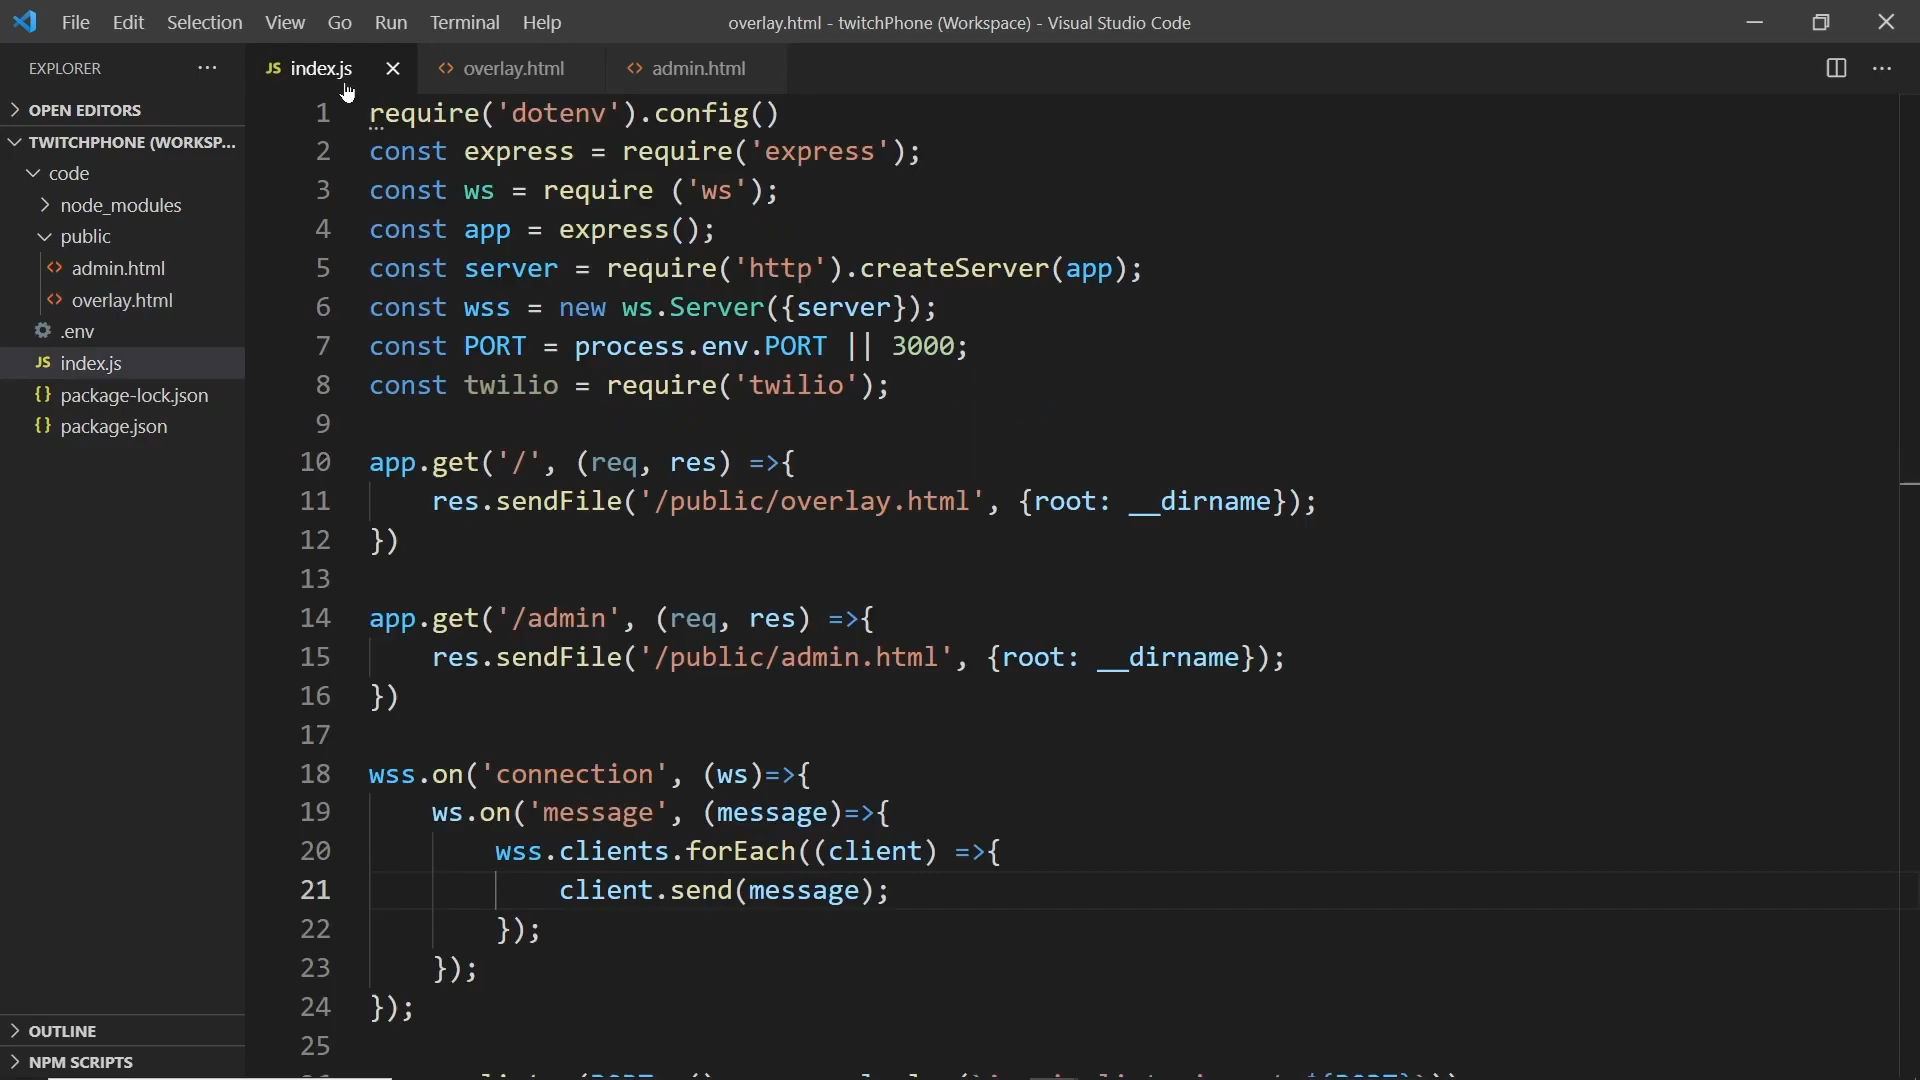 File Edit Selection View Go Run Terminal Help
overlay.html - twitchPhone (Workspace) - Visual Studio Code
EXPLORER
JS index.js
<> overlay.html
<> admin.html
OPEN EDITORS
TWITCHPHONE (WORKSP...
code
node_modules
public
<> admin.html
<> overlay.html
.env
JS index.js
{} package-lock.json
{} package.json
OUTLINE
NPM SCRIPTS
1 require('dotenv').config()
2 const express = require('express');
3 const ws = require ('ws');
4 const app = express();
5 const server = require('http').createServer(app);
6 const wss = new ws.Server({server});
7 const PORT = process.env.PORT || 3000;
8 const twilio = require('twilio');
9
10 app.get('/', (req, res) =>{
11 res.sendFile('/public/overlay.html', {root: __dirname});
12 })
13
14 app.get('/admin', (req, res) =>{
15 res.sendFile('/public/admin.html', {root: __dirname});
16 })
17
18 wss.on('connection', (ws)=>{
19 ws.on('message', (message)=>{
20 wss.clients.forEach((client) =>{
21 client.send(message);
22 });
23 });
24 });
25